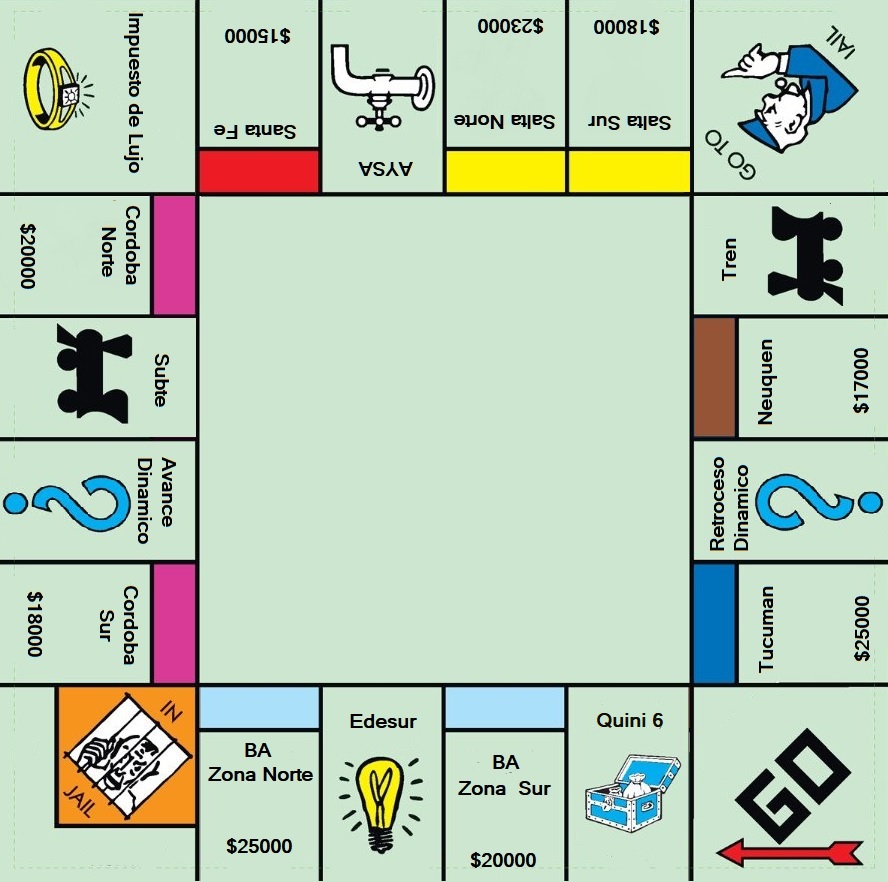 Impuesto de Lujo
$15000
Santa Fe
AYSA
$23000
Salta Norte
$18000
Salta Sur
GO TO
JAIL
Cordoba
Norte
$20000
Subte
Avance
Dinamico
Cordoba
Sur
$18000
Tren
Neuquen
$17000
Retroceso
Dinamico
Tucuman
$25000
IN
JAIL
BA
Zona Norte
$25000
Edesur
BA
Zona Sur
$20000
Quini 6
GO